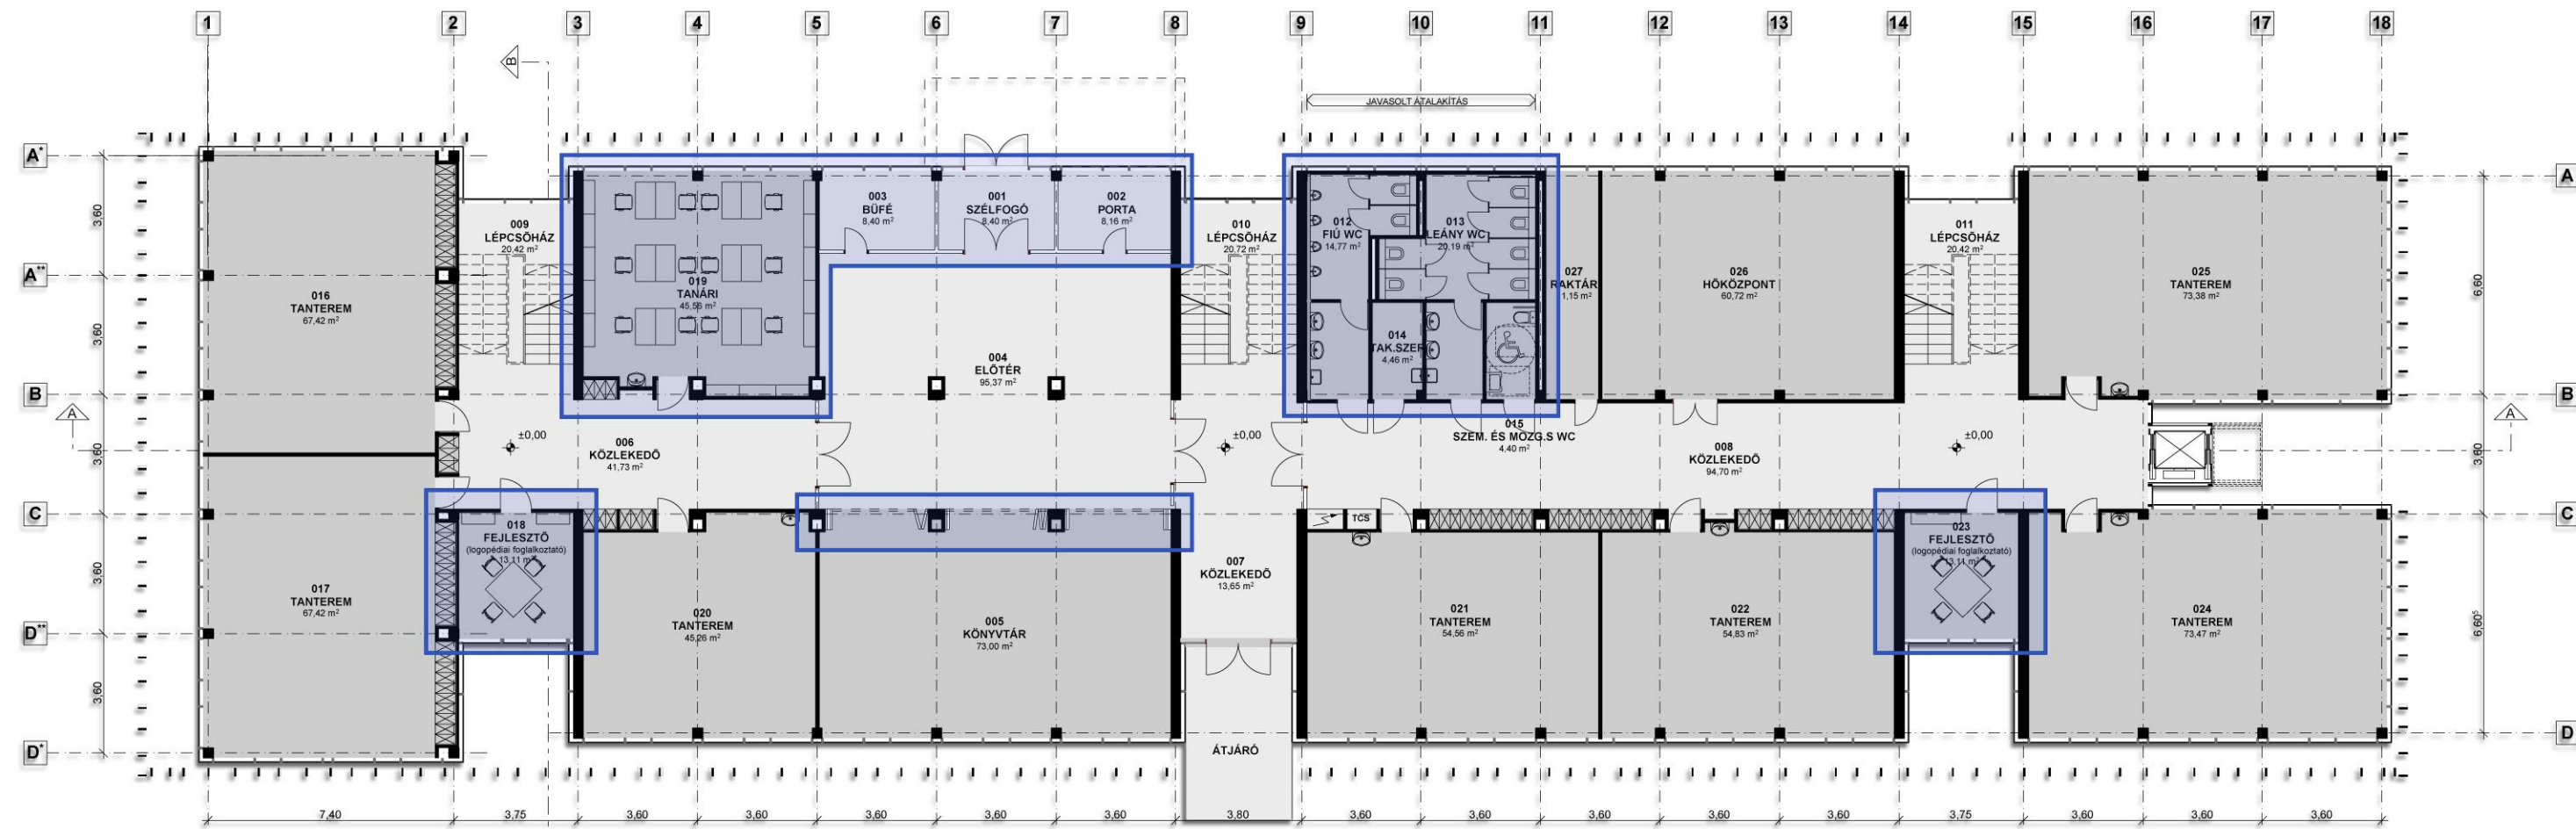 1 2 3 4 5 6 7 8 9 10 11 12 13 14 15 16 17 18
B
JAVASOLT ÁTALAKÍTÁS
A*
A
3,60
009
LÉPCSŐHÁZ
20,42 m²
003
BÜFÉ
8,40 m²
001
SZÉLFOGÓ
8,40 m²
002
PORTA
8,16 m²
010
LÉPCSŐHÁZ
20,72 m²
012
FIÚ WC
14,77 m²
013
LEÁNY WC
20,19 m²
011
LÉPCSŐHÁZ
20,42 m²
A**
016
TANTEREM
67,42 m²
019
TANÁRI
45,56 m²
027
RAKTÁR
1,15 m²
026
HŐKÖZPONT
60,72 m²
025
TANTEREM
73,38 m²
6,60
3,60
004
ELŐTÉR
95,37 m²
014
TAK.SZER
4,46 m²
B
B
A
A
±0,00
006
KÖZLEKEDŐ
41,73 m²
±0,00
015
SZEM. ÉS MOZG.S WC
4,40 m²
008
KÖZLEKEDŐ
94,70 m²
±0,00
3,60
3,60
C
TCS
C
018
FEJLESZTŐ
(logopédiai foglalkoztató)
13,11 m²
023
FEJLESZTŐ
(logopédiai foglalkoztató)
13,11 m²
3,60
007
KÖZLEKEDŐ
13,65 m²
017
TANTEREM
67,42 m²
020
TANTEREM
45,26 m²
005
KÖNYVTÁR
73,00 m²
021
TANTEREM
54,56 m²
022
TANTEREM
54,83 m²
024
TANTEREM
73,47 m²
6,60⁵
D**
3,60
D*
D
ÁTJÁRÓ
7,40 3,75 3,60 3,60 3,60 3,60 3,60 3,80 3,60 3,60 3,60 3,60 3,60 3,75 3,60 3,60 3,60